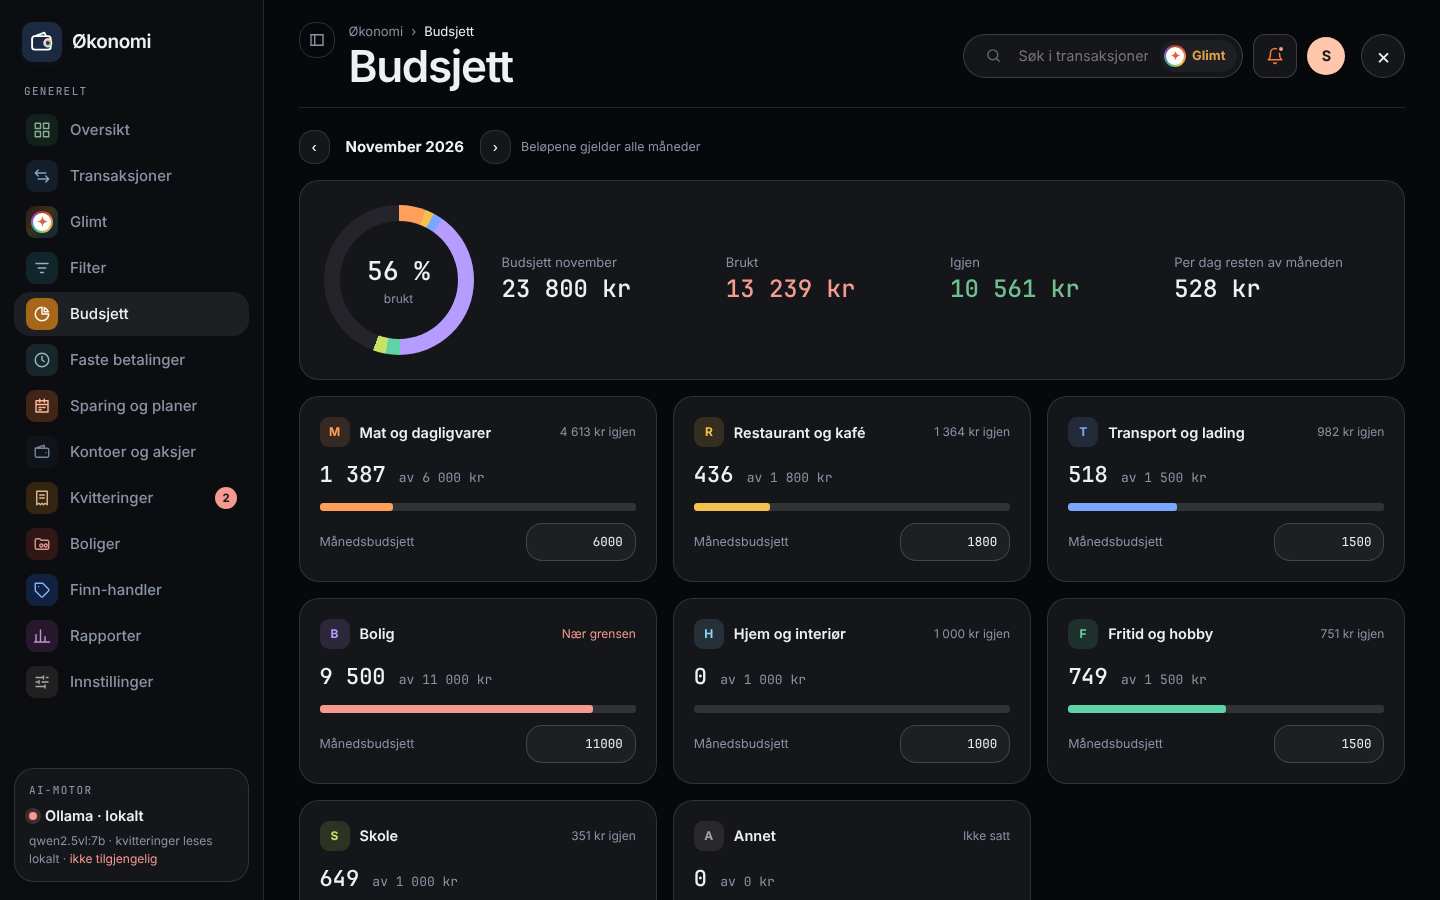 Økonomi
GENERELT
Oversikt
Transaksjoner
Glimt
Filter
Budsjett
Faste betalinger
Sparing og planer
Kontoer og aksjer
Kvitteringer 2
Boliger
Finn-handler
Rapporter
Innstillinger
AI-MOTOR
Ollama · lokalt
qwen2.5vl:7b · kvitteringer leses
lokalt · ikke tilgjengelig
Økonomi › Budsjett
Budsjett
Søk i transaksjoner Glimt
S
×
‹ November 2026 › Beløpene gjelder alle måneder
56 %
brukt
Budsjett november
23 800 kr
Brukt
13 239 kr
Igjen
10 561 kr
Per dag resten av måneden
528 kr
M Mat og dagligvarer 4 613 kr igjen
1 387 av 6 000 kr
Månedsbudsjett 6000
R Restaurant og kafé 1 364 kr igjen
436 av 1 800 kr
Månedsbudsjett 1800
T Transport og lading 982 kr igjen
518 av 1 500 kr
Månedsbudsjett 1500
B Bolig Nær grensen
9 500 av 11 000 kr
Månedsbudsjett 11000
H Hjem og interiør 1 000 kr igjen
0 av 1 000 kr
Månedsbudsjett 1000
F Fritid og hobby 751 kr igjen
749 av 1 500 kr
Månedsbudsjett 1500
S Skole 351 kr igjen
649 av 1 000 kr
A Annet Ikke satt
0 av 0 kr